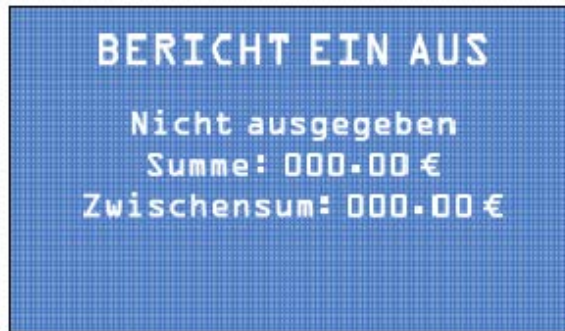 BERICHT EIN AUS
Nicht ausgegeben
Summe: 000.00 €
Zwischensum: 000.00 €